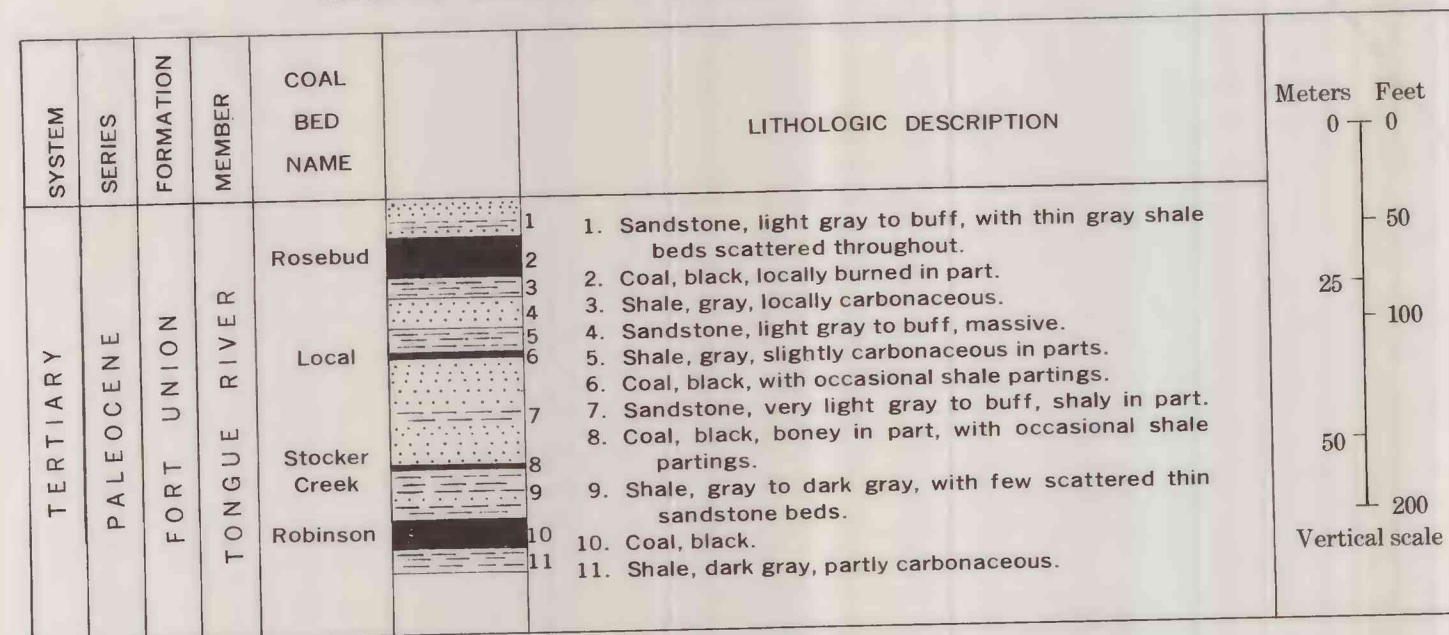 SYSTEM
SERIES
FORMATION
MEMBER
COAL
BED
NAME
LITHOLOGIC DESCRIPTION
Meters Feet
0 0
50
25
100
50
200
Vertical scale
TERTIARY
PALEOCENE
FORT UNION
TONGUE RIVER
Rosebud
Local
Stocker
Creek
Robinson
1
2
3
4
5
6
7
8
9
10
11
1. Sandstone, light gray to buff, with thin gray shale
beds scattered throughout.
2. Coal, black, locally burned in part.
3. Shale, gray, locally carbonaceous.
4. Sandstone, light gray to buff, massive.
5. Shale, gray, slightly carbonaceous in parts.
6. Coal, black, with occasional shale partings.
7. Sandstone, very light gray to buff, shaly in part.
8. Coal, black, boney in part, with occasional shale
partings.
9. Shale, gray to dark gray, with few scattered thin
sandstone beds.
10. Coal, black.
11. Shale, dark gray, partly carbonaceous.